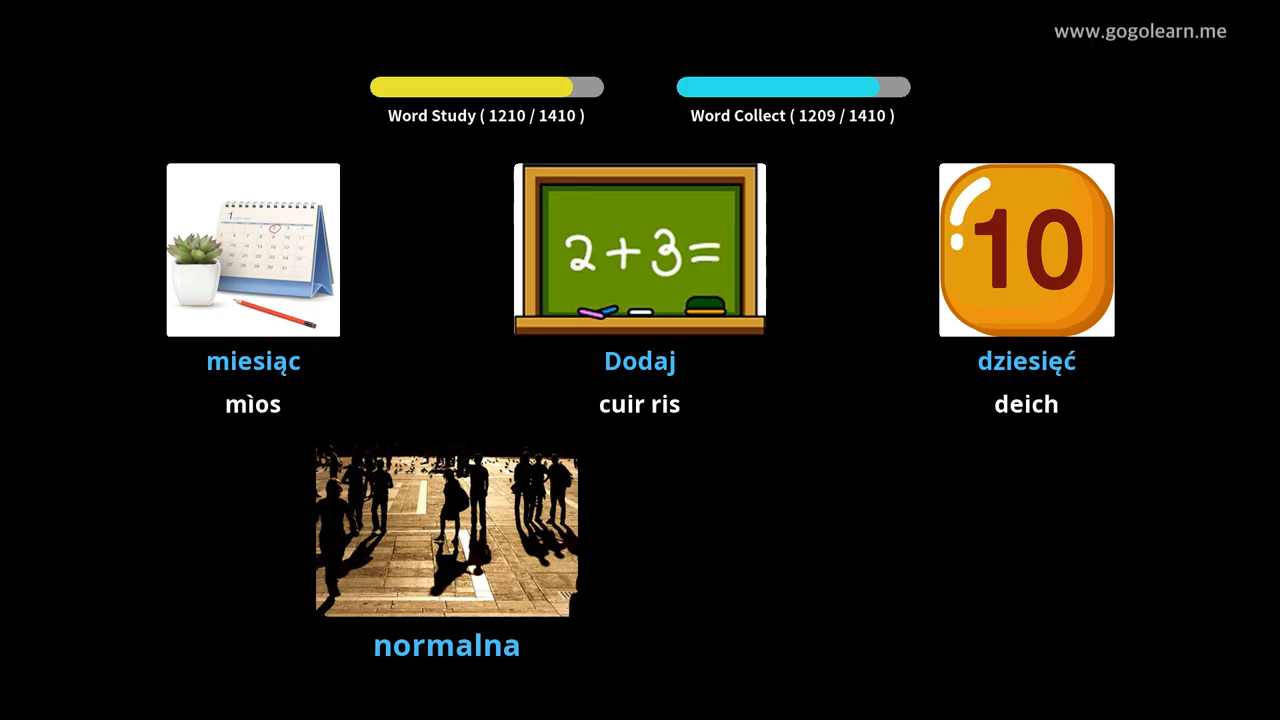 www.gogolearn.me
Word Study ( 1210 / 1410 )
Word Collect ( 1209 / 1410 )
2 + 3 =
10
miesiąc
Dodaj
dziesięć
mìos
cuir ris
deich
normalna